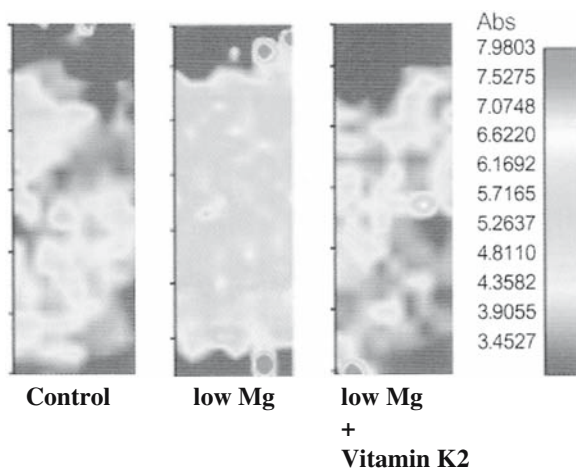 Abs
7.9803
7.5275
7.0748
6.6220
6.1692
5.7165
5.2637
4.8110
4.3582
3.9055
3.4527
Control
low Mg
low Mg
+
Vitamin K2